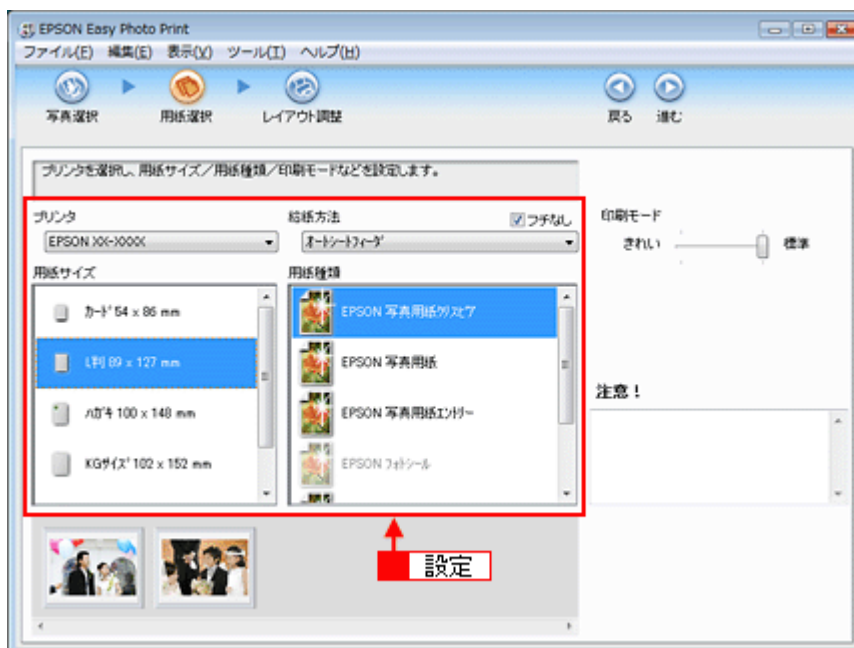 EPSON Easy Photo Print
ファイル(F) 編集(E) 表示(V) ツール(T) ヘルプ(H)
写真選択 用紙選択 レイアウト調整 戻る 進む
プリンタを選択し、用紙サイズ／用紙種類／印刷モードなどを設定します。
プリンタ 給紙方法 フチなし 印刷モード
EPSON XX-XXXX オートシートフィーダ きれい 標準
用紙サイズ 用紙種類
カード 54 x 86 mm EPSON 写真用紙クリスピア
L判 89 x 127 mm EPSON 写真用紙
注意！
ハガキ 100 x 148 mm EPSON 写真用紙エントリー
KGサイズ 102 x 152 mm EPSON フォトシール
設定